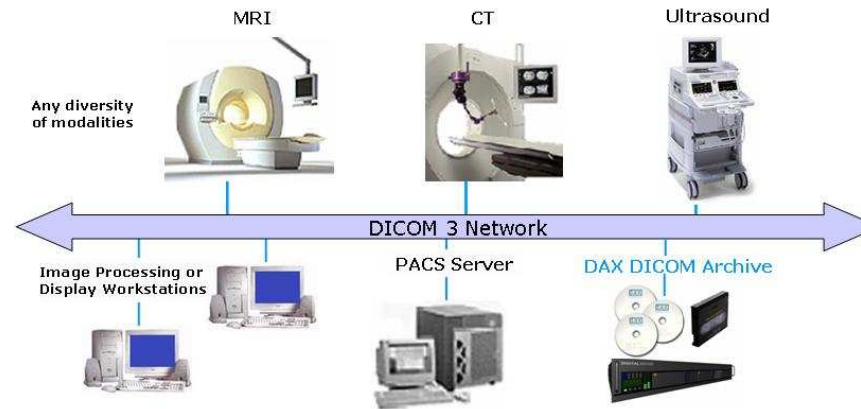 MRI
CT
Ultrasound
Any diversity
of modalities
DICOM 3 Network
Image Processing or
Display Workstations
PACS Server
DAX DICOM Archive